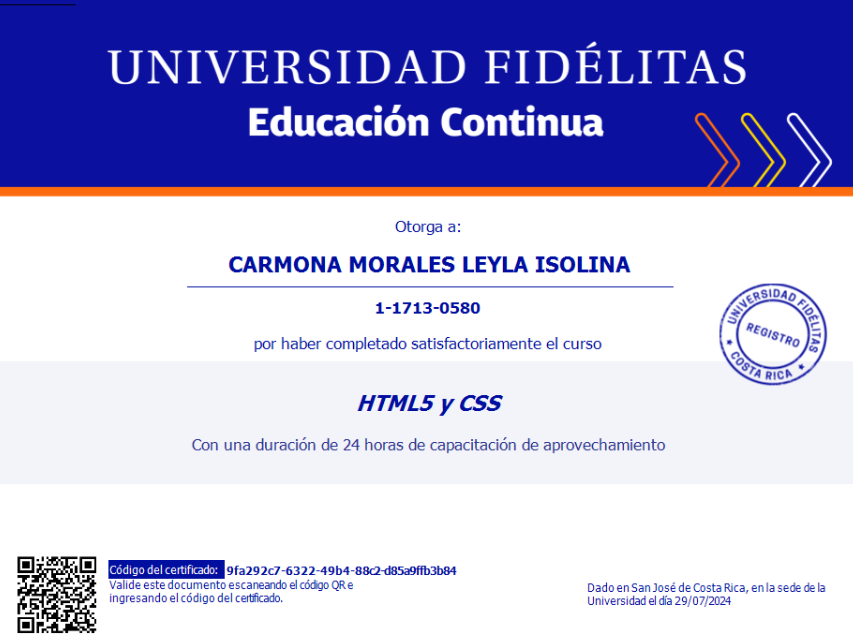 UNIVERSIDAD FIDÉLITAS
Educación Continua
Otorga a:
CARMONA MORALES LEYLA ISOLINA
1-1713-0580
por haber completado satisfactoriamente el curso
UNIVERSIDAD FIDÉLITAS
REGISTRO
COSTA RICA
HTML5 y CSS
Con una duración de 24 horas de capacitación de aprovechamiento
Código del certificado: 9fa292c7-6322-49b4-88c2-d85a9ffb3b84
Valide este documento escaneando el código QR e
ingresando el código del certificado.
Dado en San José de Costa Rica, en la sede de la
Universidad el día 29/07/2024